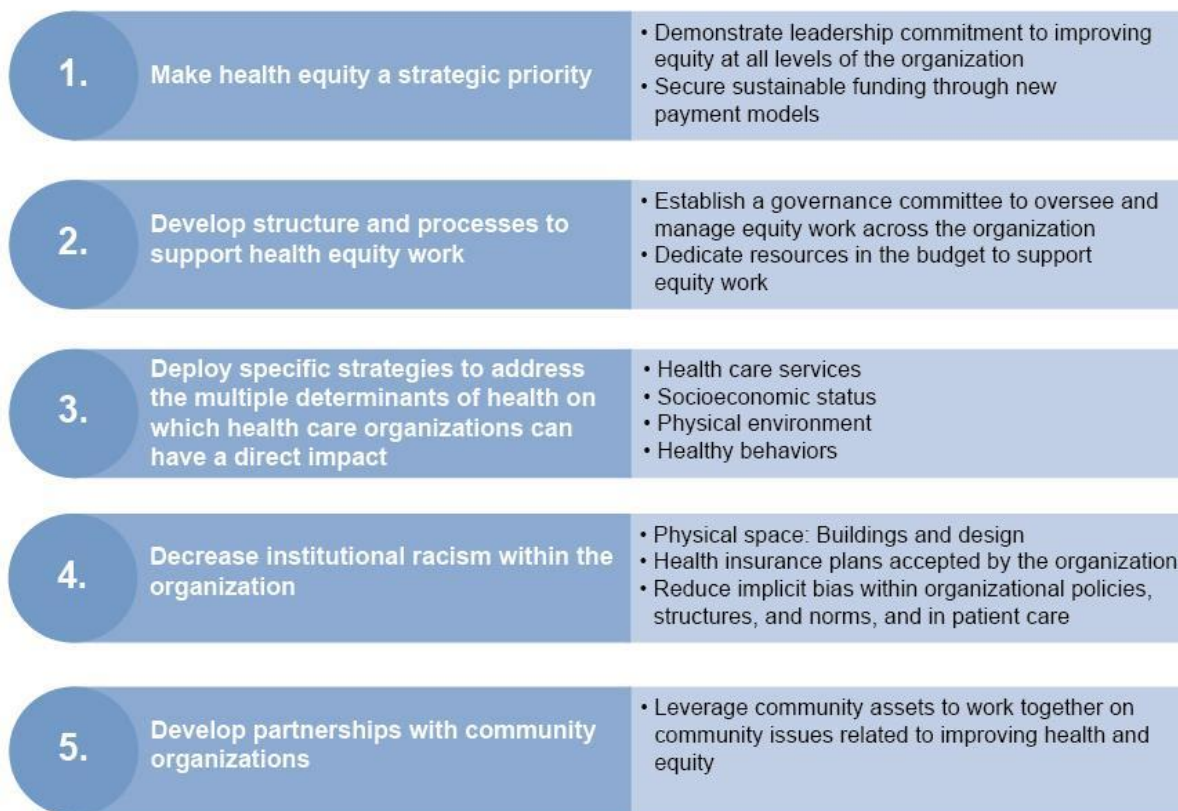 1.
Make health equity a strategic priority
• Demonstrate leadership commitment to improving
equity at all levels of the organization
• Secure sustainable funding through new
payment models
2.
Develop structure and processes to
support health equity work
• Establish a governance committee to oversee and
manage equity work across the organization
• Dedicate resources in the budget to support
equity work
3.
Deploy specific strategies to address
the multiple determinants of health on
which health care organizations can
have a direct impact
• Health care services
• Socioeconomic status
• Physical environment
• Healthy behaviors
4.
Decrease institutional racism within the
organization
• Physical space: Buildings and design
• Health insurance plans accepted by the organization
• Reduce implicit bias within organizational policies,
structures, and norms, and in patient care
5.
Develop partnerships with community
organizations
• Leverage community assets to work together on
community issues related to improving health and
equity